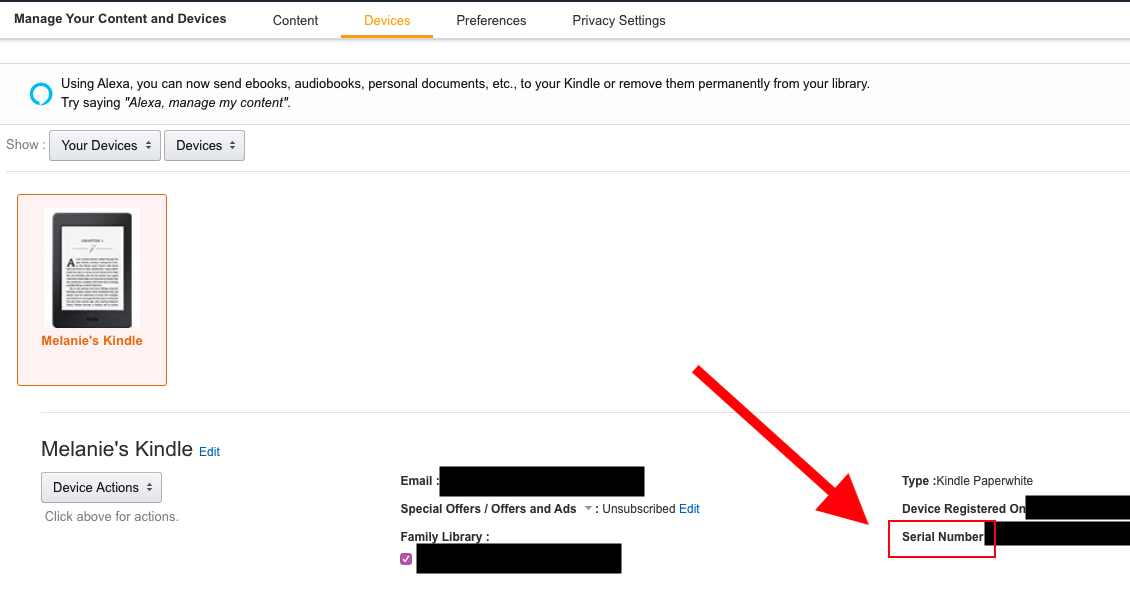 Manage Your Content and Devices Content Devices Preferences Privacy Settings
Using Alexa, you can now send ebooks, audiobooks, personal documents, etc., to your Kindle or remove them permanently from your library.
Try saying "Alexa, manage my content".
Show : Your Devices Devices
CHAPTER 1
Melanie's Kindle
Melanie's Kindle Edit
Device Actions
Click above for actions.
Email :
Special Offers / Offers and Ads : Unsubscribed Edit
Family Library :
Type :Kindle Paperwhite
Device Registered On
Serial Number